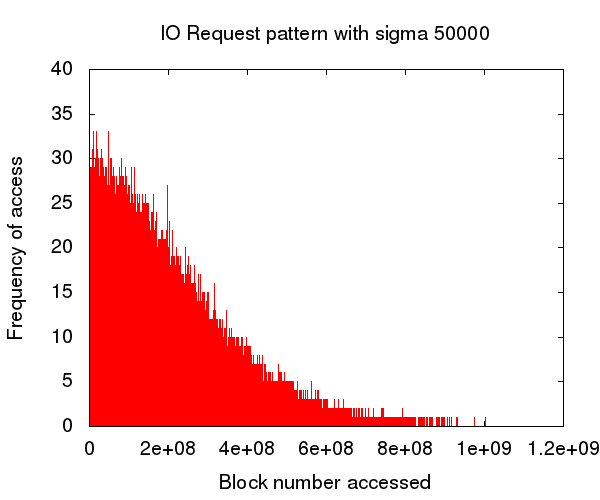 IO Request pattern with sigma 50000
40
35
30
25
20
15
10
5
0
Frequency of access
0 2e+08 4e+08 6e+08 8e+08 1e+09 1.2e+09
Block number accessed